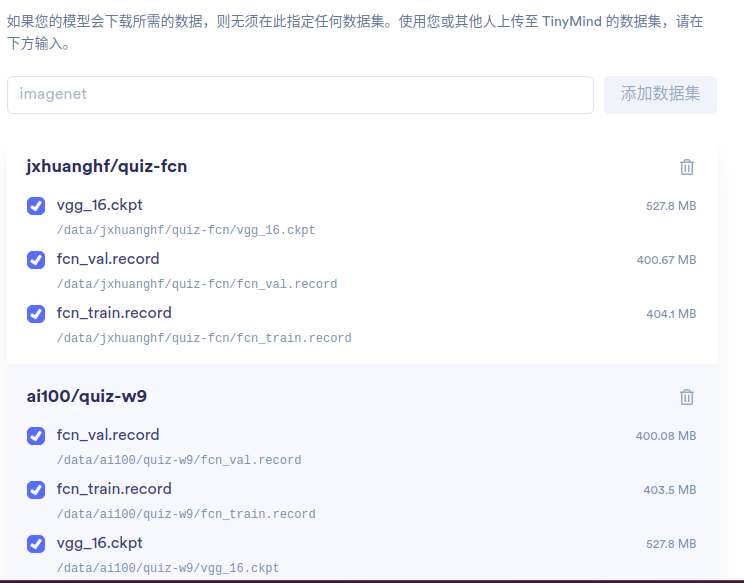 如果您的模型会下载所需的数据，则无须在此指定任何数据集。使用您或其他人上传至 TinyMind 的数据集，请在
下方输入。
imagenet 添加数据集
jxhuanghf/quiz-fcn
vgg_16.ckpt 527.8 MB
/data/jxhuanghf/quiz-fcn/vgg_16.ckpt
fcn_val.record 400.67 MB
/data/jxhuanghf/quiz-fcn/fcn_val.record
fcn_train.record 404.1 MB
/data/jxhuanghf/quiz-fcn/fcn_train.record
ai100/quiz-w9
fcn_val.record 400.08 MB
/data/ai100/quiz-w9/fcn_val.record
fcn_train.record 403.5 MB
/data/ai100/quiz-w9/fcn_train.record
vgg_16.ckpt 527.8 MB
/data/ai100/quiz-w9/vgg_16.ckpt